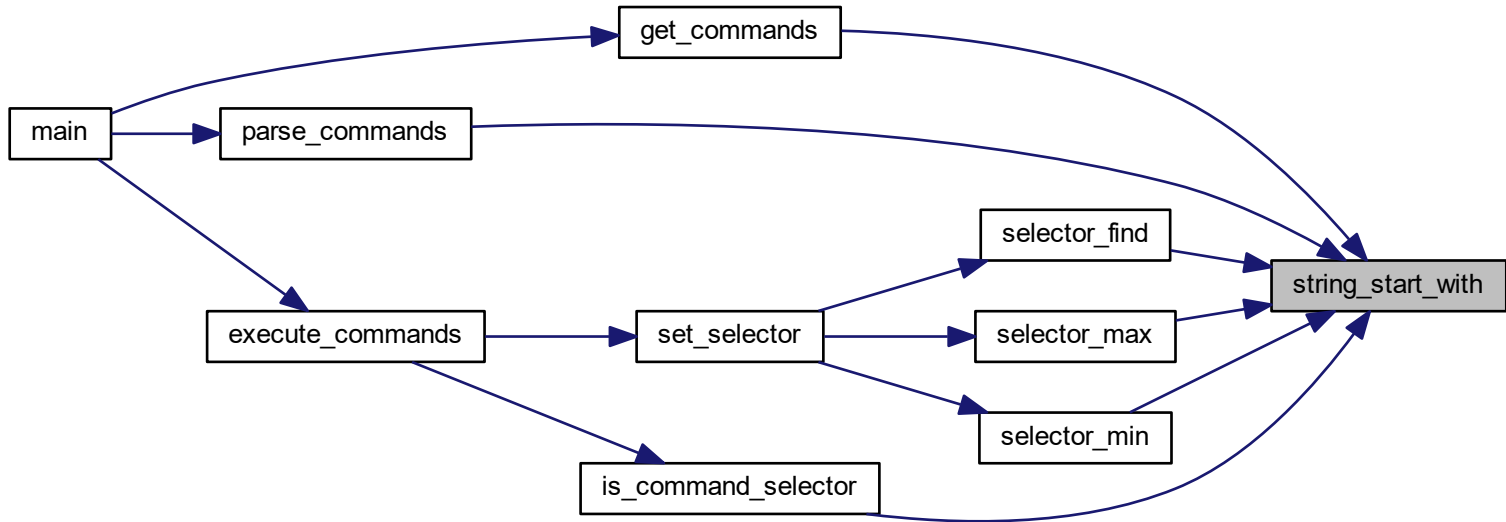 get_commands
main
parse_commands
selector_find
string_start_with
execute_commands
set_selector
selector_max
selector_min
is_command_selector